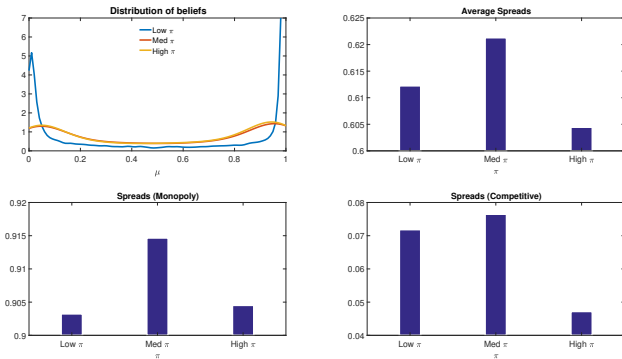 Distribution of beliefs
7
6
5
4
3
2
1
0
Low π
Med π
High π
0 0.2 0.4 0.6 0.8 1
μ
Average Spreads
0.625
0.62
0.615
0.61
0.605
0.6
Low π Med π High π
π
Spreads (Monopoly)
0.92
0.915
0.91
0.905
0.9
Low π Med π High π
π
Spreads (Competitive)
0.08
0.07
0.06
0.05
0.04
Low π Med π High π
π